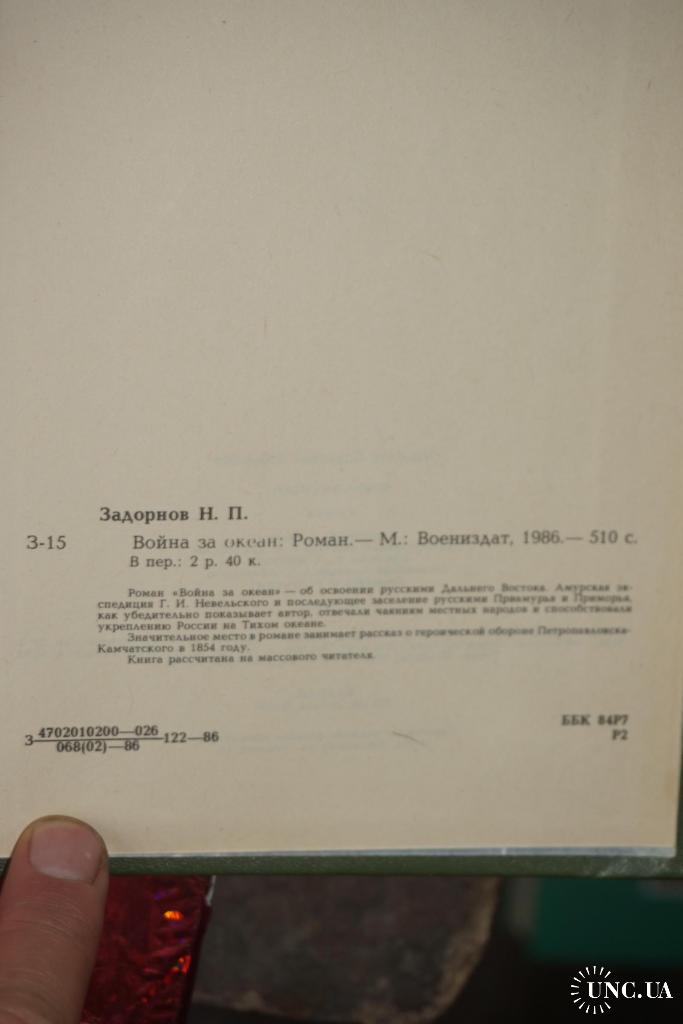 Задорнов Н. П.
З-15 Война за океан: Роман.— М.: Воениздат, 1986.— 510 с.
В пер.: 2 р. 40 к.
Роман «Война за океан» — об освоении русскими Дальнего Востока. Амурская эк-
спедиция Г. И. Невельского и последующее заселение русскими Приамурья и Приморья,
как убедительно показывает автор, отвечали чаяниям местных народов и способствовали
укреплению России на Тихом океане.
Значительное место в романе занимает рассказ о героической обороне Петропавловска-
Камчатского в 1854 году.
Книга рассчитана на массового читателя.
З 4702010200—026
068(02)—86 122—86
ББК 84Р7
Р2
UNC.UA